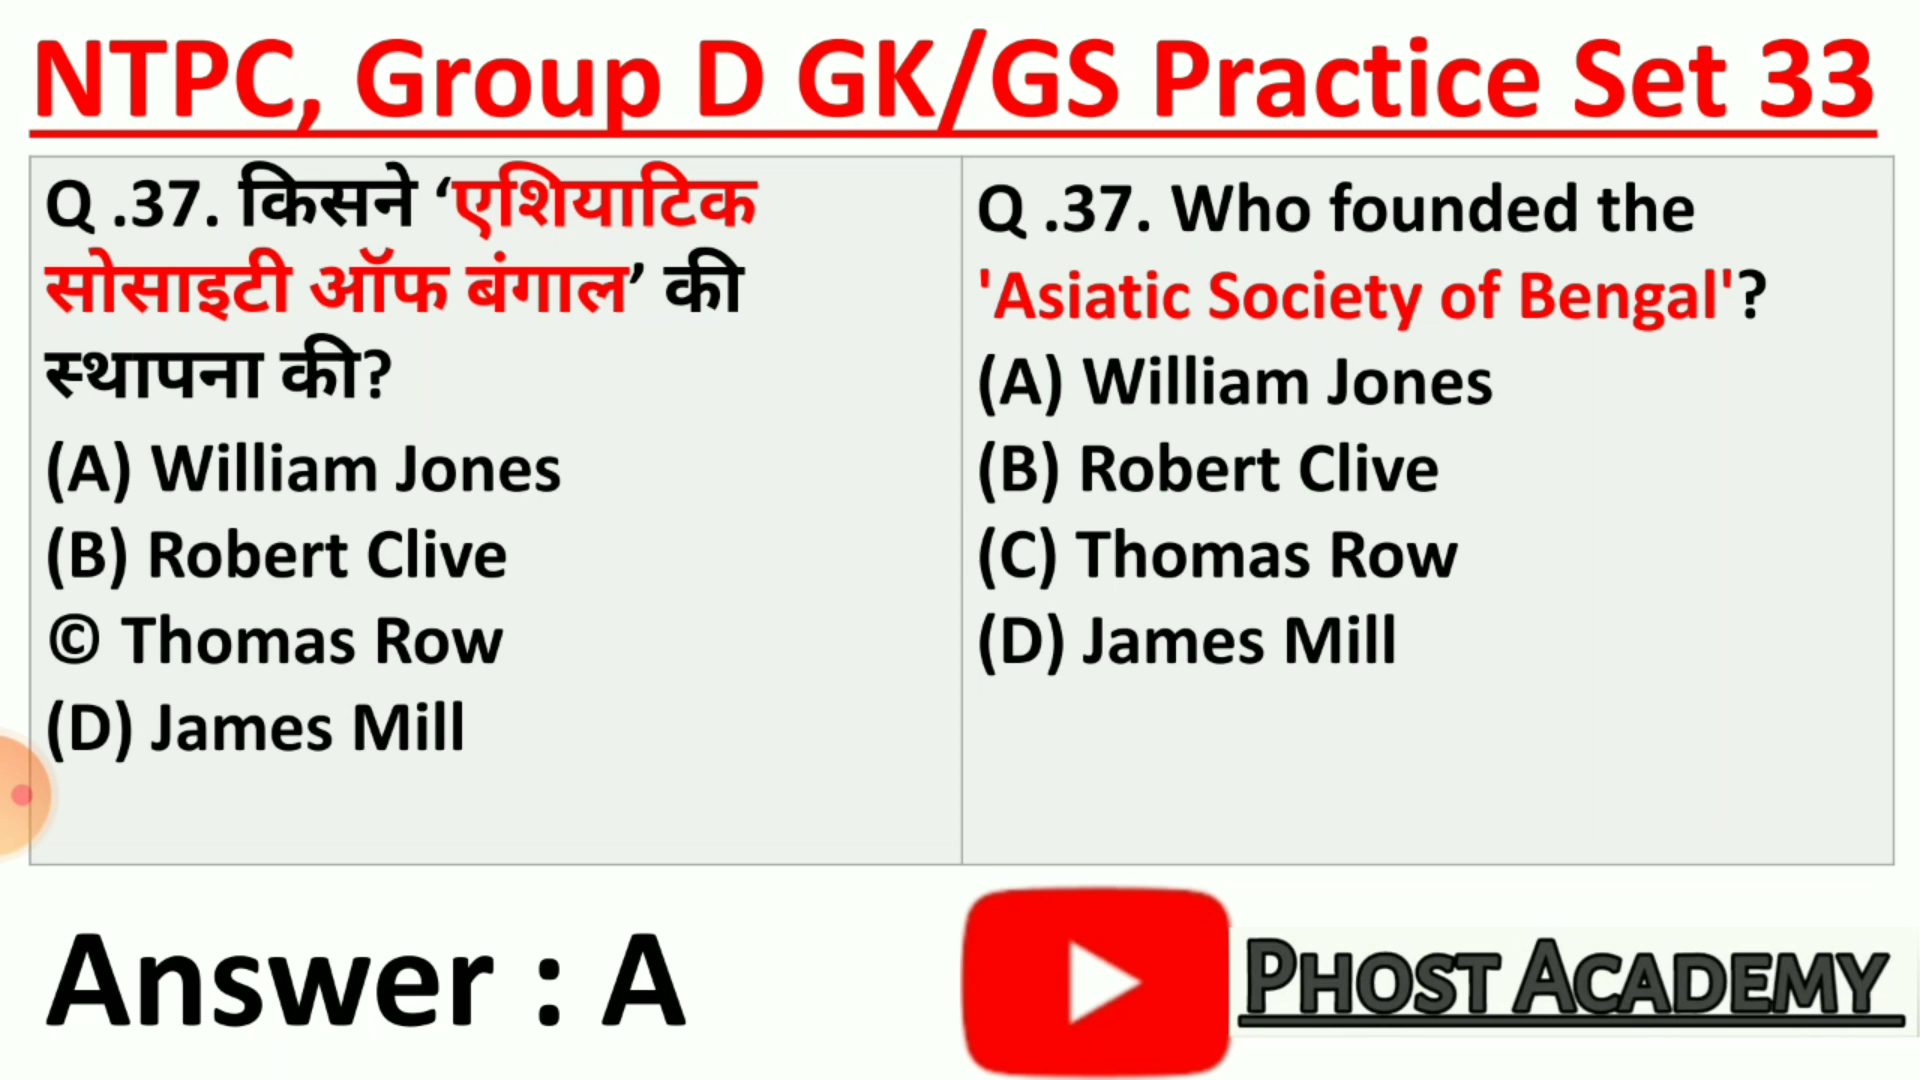 NTPC, Group D GK/GS Practice Set 33
Q .37. किसने ‘एशियाटिक
सोसाइटी ऑफ बंगाल’ की
स्थापना की?
(A) William Jones
(B) Robert Clive
© Thomas Row
(D) James Mill
Q .37. Who founded the
'Asiatic Society of Bengal'?
(A) William Jones
(B) Robert Clive
(C) Thomas Row
(D) James Mill
Answer : A
PHOST ACADEMY